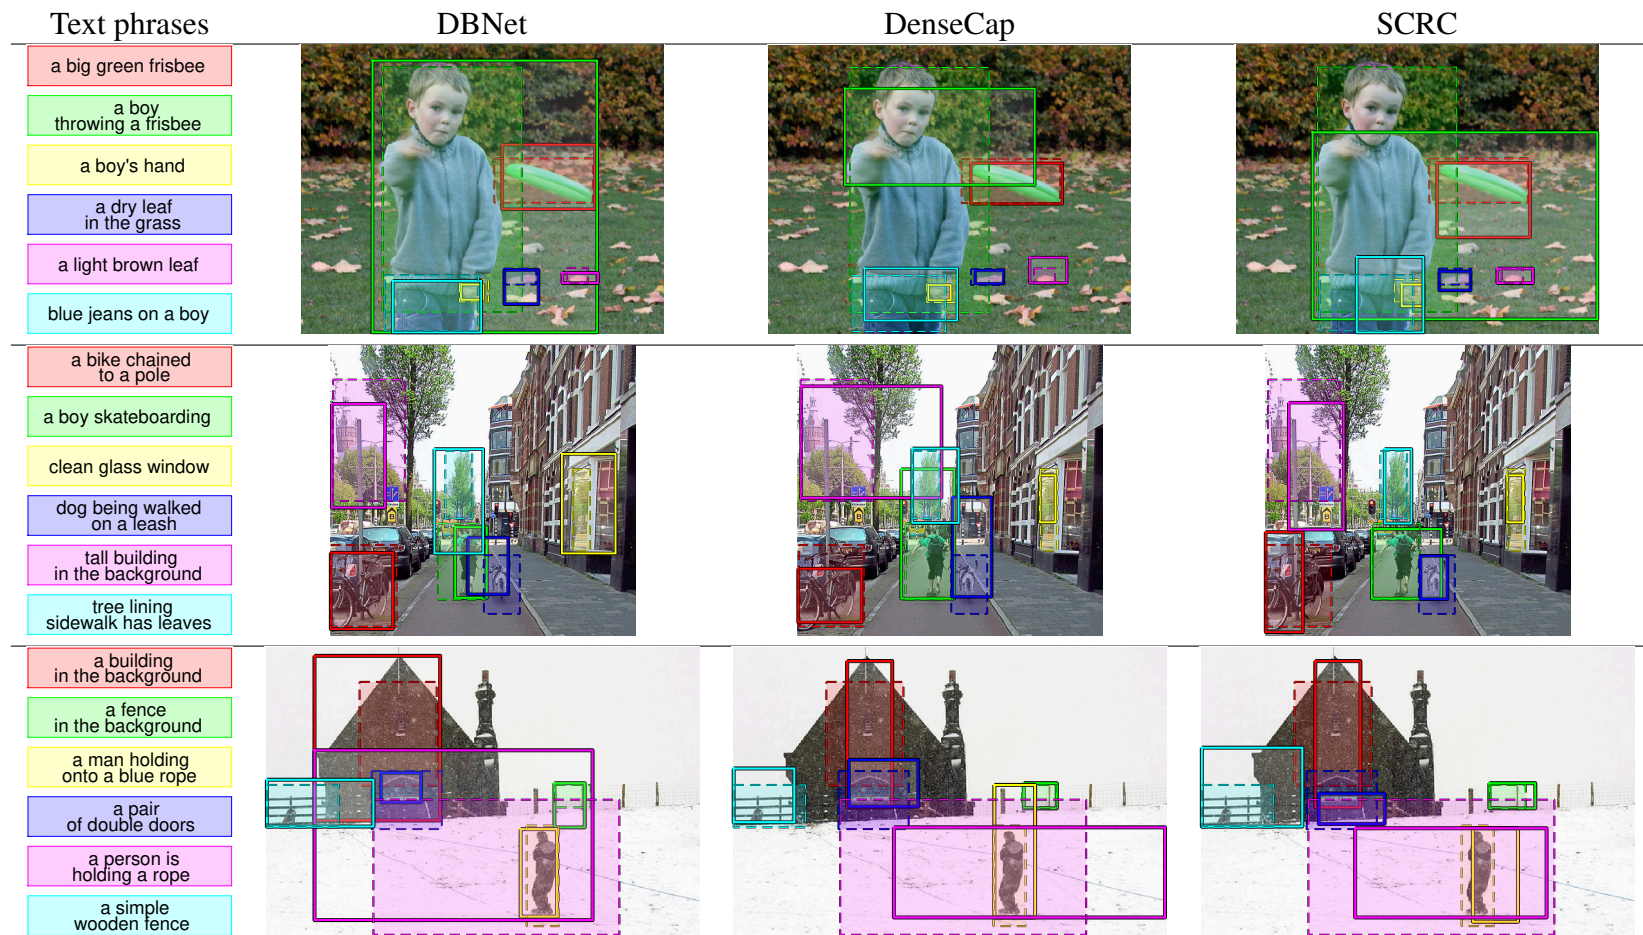 Text phrases
DBNet
DenseCap
SCRC
a big green frisbee
a boy
throwing a frisbee
a boy's hand
a dry leaf
in the grass
a light brown leaf
blue jeans on a boy
a bike chained
to a pole
a boy skateboarding
clean glass window
dog being walked
on a leash
tall building
in the background
tree lining
sidewalk has leaves
a building
in the background
a fence
in the background
a man holding
onto a blue rope
a pair
of double doors
a person is
holding a rope
a simple
wooden fence